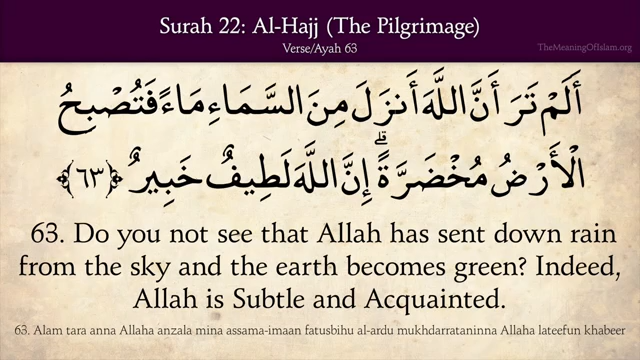 Surah 22: Al-Hajj (The Pilgrimage)
Verse/Ayah 63
TheMeaningOfIslam.org
أَلَمْ تَرَ أَنَّ اللَّهَ أَنزَلَ مِنَ السَّمَاءِ مَاءً فَتُصْبِحُ
الْأَرْضُ مُخْضَرَّةً ۗ إِنَّ اللَّهَ لَطِيفٌ خَبِيرٌ ﴿٦٣﴾
63. Do you not see that Allah has sent down rain
from the sky and the earth becomes green? Indeed,
Allah is Subtle and Acquainted.
63. Alam tara anna Allaha anzala mina assama-imaan fatusbihu al-ardu mukhdarrataninna Allaha lateefun khabeer